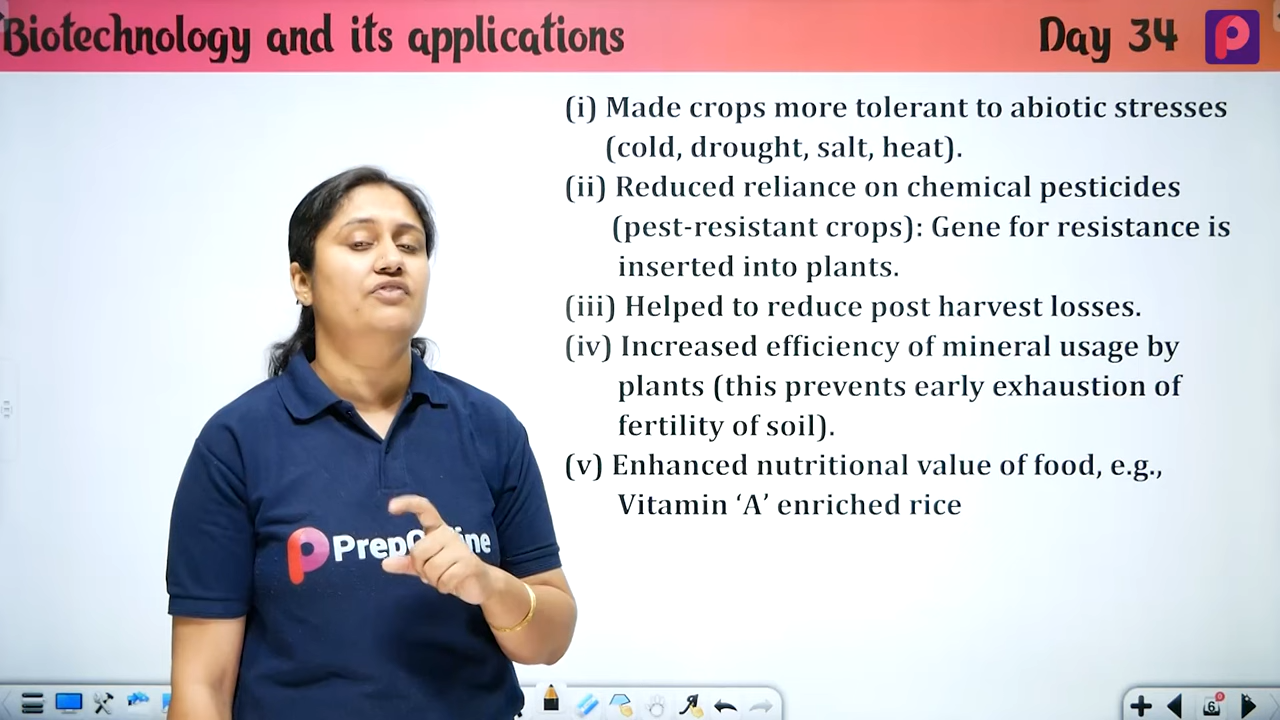 Biotechnology and its applications Day 34
(i) Made crops more tolerant to abiotic stresses
(cold, drought, salt, heat).
(ii) Reduced reliance on chemical pesticides
(pest-resistant crops): Gene for resistance is
inserted into plants.
(iii) Helped to reduce post harvest losses.
(iv) Increased efficiency of mineral usage by
plants (this prevents early exhaustion of
fertility of soil).
(v) Enhanced nutritional value of food, e.g.,
Vitamin ‘A’ enriched rice
6